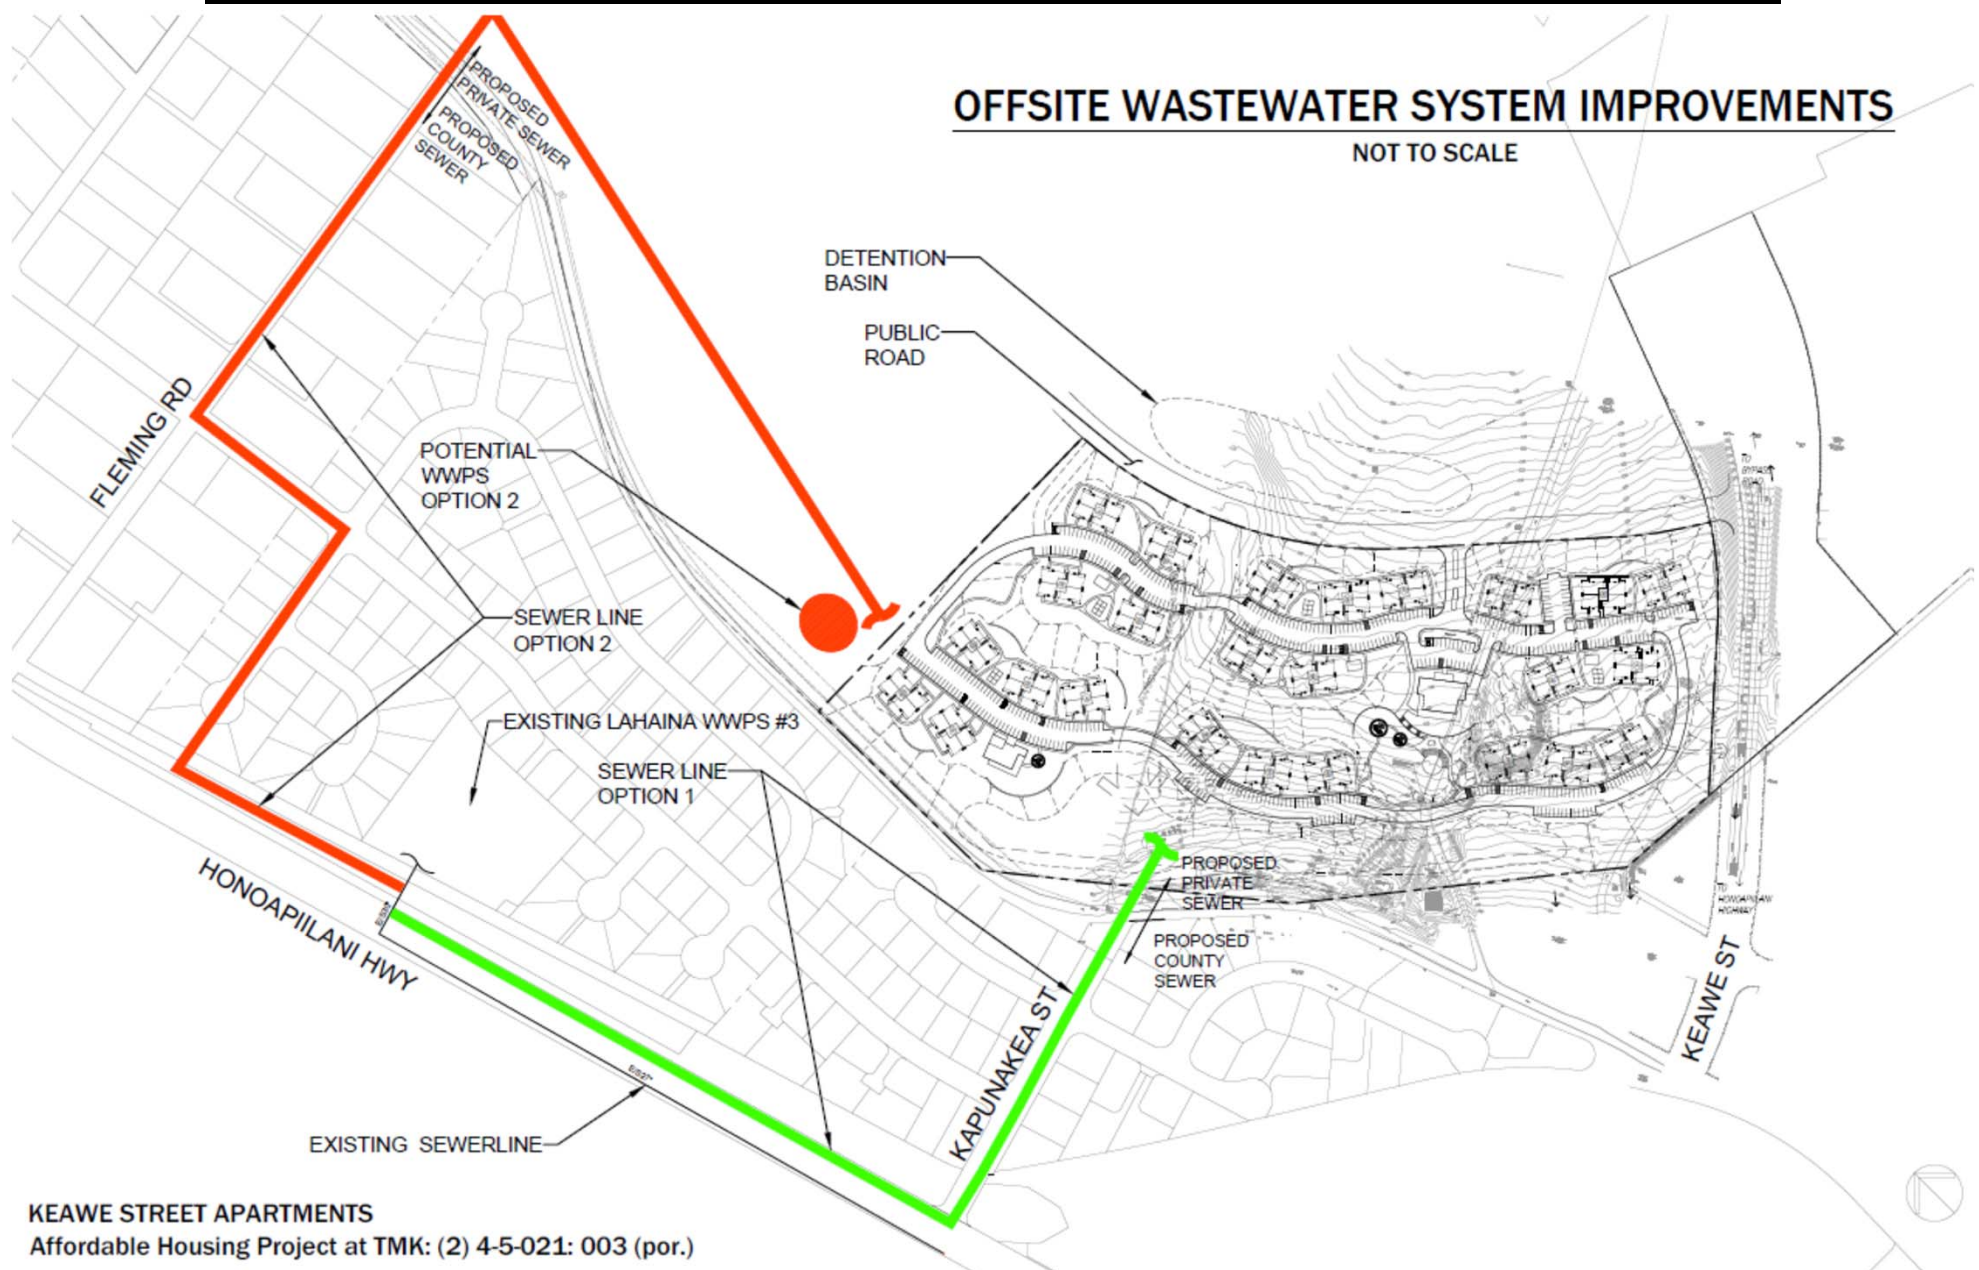 OFFSITE WASTEWATER SYSTEM IMPROVEMENTS
NOT TO SCALE
PROPOSED
PRIVATE SEWER
PROPOSED
COUNTY
SEWER
DETENTION
BASIN
PUBLIC
ROAD
FLEMING RD
POTENTIAL
WWPS
OPTION 2
SEWER LINE
OPTION 2
EXISTING LAHAINA WWPS #3
SEWER LINE
OPTION 1
HONOAPIILANI HWY
PROPOSED
PRIVATE
SEWER
PROPOSED
COUNTY
SEWER
TO
HONOAPIILANI
HIGHWAY
KEAWE ST
KAPUNAKEA ST
EXISTING SEWERLINE
KEAWE STREET APARTMENTS
Affordable Housing Project at TMK: (2) 4-5-021: 003 (por.)